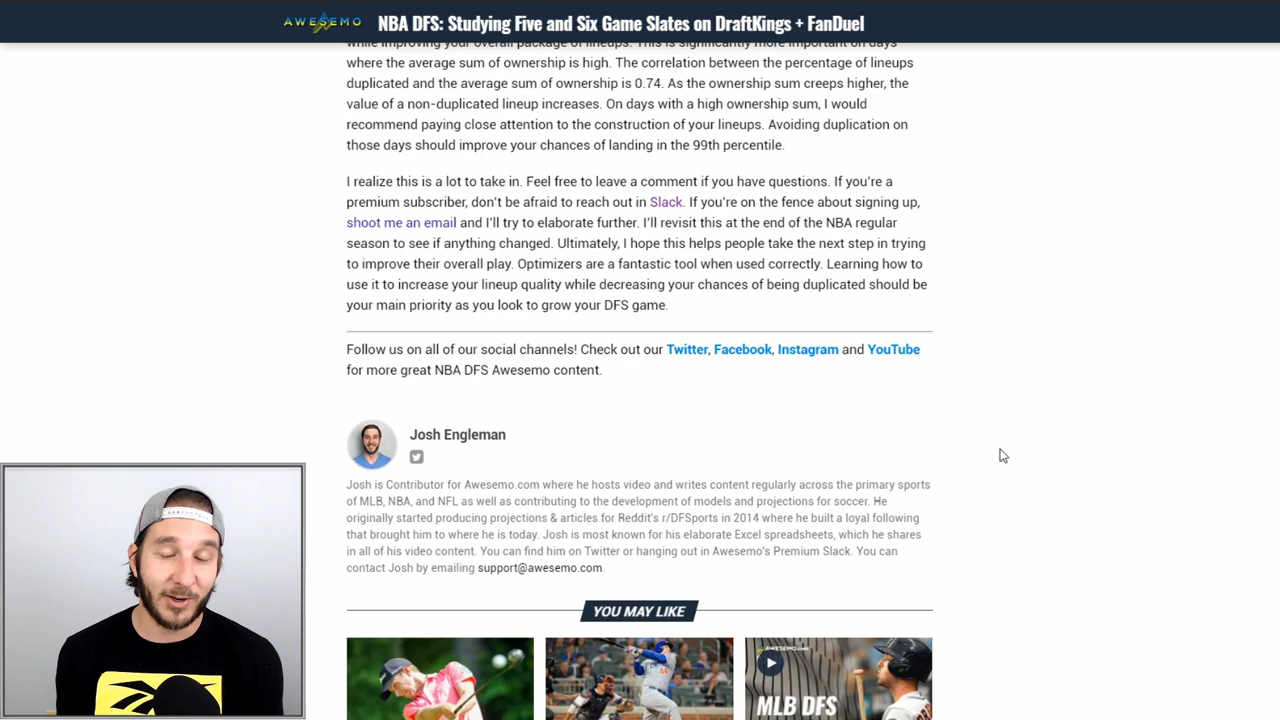 AWESEMO NBA DFS: Studying Five and Six Game Slates on DraftKings + FanDuel
while improving your overall package of lineups. This is significantly more important on days
where the average sum of ownership is high. The correlation between the percentage of lineups
duplicated and the average sum of ownership is 0.74. As the ownership sum creeps higher, the
value of a non-duplicated lineup increases. On days with a high ownership sum, I would
recommend paying close attention to the construction of your lineups. Avoiding duplication on
those days should improve your chances of landing in the 99th percentile.
I realize this is a lot to take in. Feel free to leave a comment if you have questions. If you're a
premium subscriber, don't be afraid to reach out in Slack. If you're on the fence about signing up,
shoot me an email and I'll try to elaborate further. I'll revisit this at the end of the NBA regular
season to see if anything changed. Ultimately, I hope this helps people take the next step in trying
to improve their overall play. Optimizers are a fantastic tool when used correctly. Learning how to
use it to increase your lineup quality while decreasing your chances of being duplicated should be
your main priority as you look to grow your DFS game.
Follow us on all of our social channels! Check out our Twitter, Facebook, Instagram and YouTube
for more great NBA DFS Awesemo content.
Josh Engleman
Josh is Contributor for Awesemo.com where he hosts video and writes content regularly across the primary sports
of MLB, NBA, and NFL as well as contributing to the development of models and projections for soccer. He
originally started producing projections & articles for Reddit's r/DFSports in 2014 where he built a loyal following
that brought him to where he is today. Josh is most known for his elaborate Excel spreadsheets, which he shares
in all of his video content. You can find him on Twitter or hanging out in Awesemo's Premium Slack. You can
contact Josh by emailing support@awesemo.com.
YOU MAY LIKE
AWESEMO.com
MLB DFS